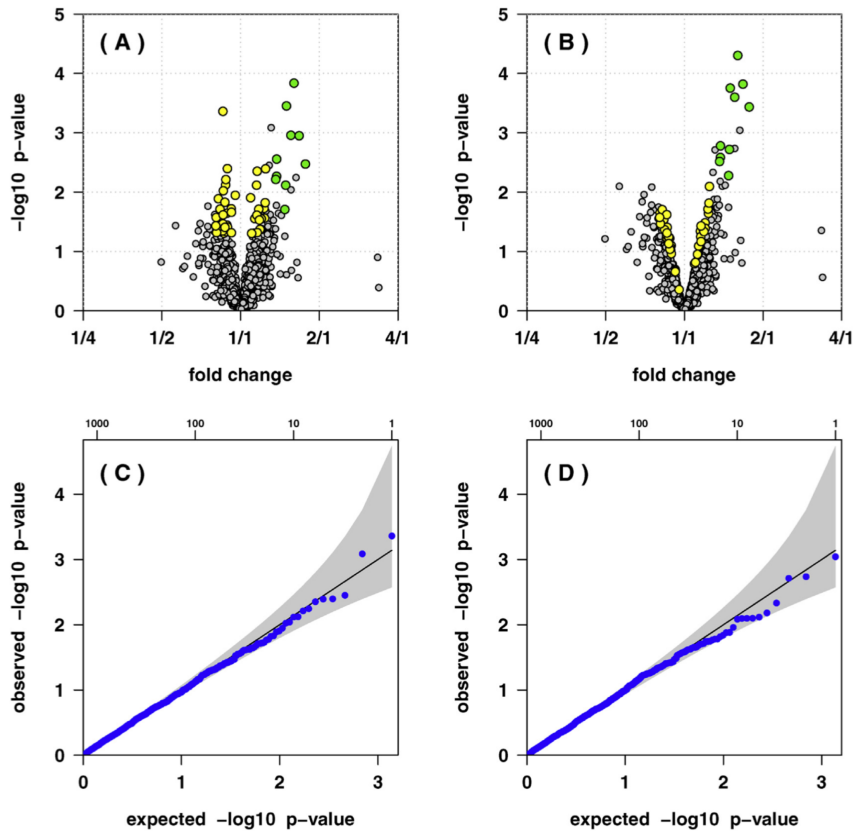 ( A )
5
4
3
2
1
0
−log10 p−value
1/4 1/2 1/1 2/1 4/1
fold change
( B )
5
4
3
2
1
0
−log10 p−value
1/4 1/2 1/1 2/1 4/1
fold change
1000 100 10 1
( C )
4
3
2
1
0
observed −log10 p−value
0 1 2 3
expected −log10 p−value
1000 100 10 1
( D )
4
3
2
1
0
observed −log10 p−value
0 1 2 3
expected −log10 p−value